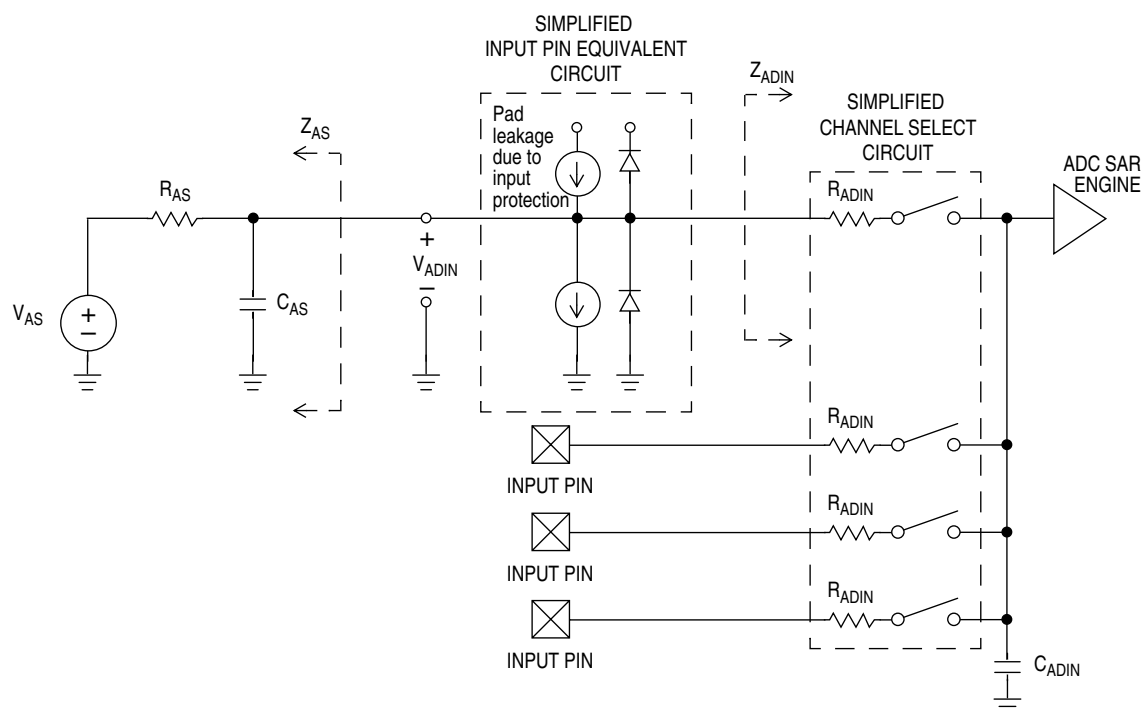 SIMPLIFIED
INPUT PIN EQUIVALENT
CIRCUIT
Z_ADIN
SIMPLIFIED
CHANNEL SELECT
CIRCUIT
Pad
leakage
due to
input
protection
Z_AS
R_AS
R_ADIN
ADC SAR
ENGINE
+
V_ADIN
−
C_AS
V_AS
+
−
R_ADIN
INPUT PIN
R_ADIN
INPUT PIN
R_ADIN
INPUT PIN
C_ADIN